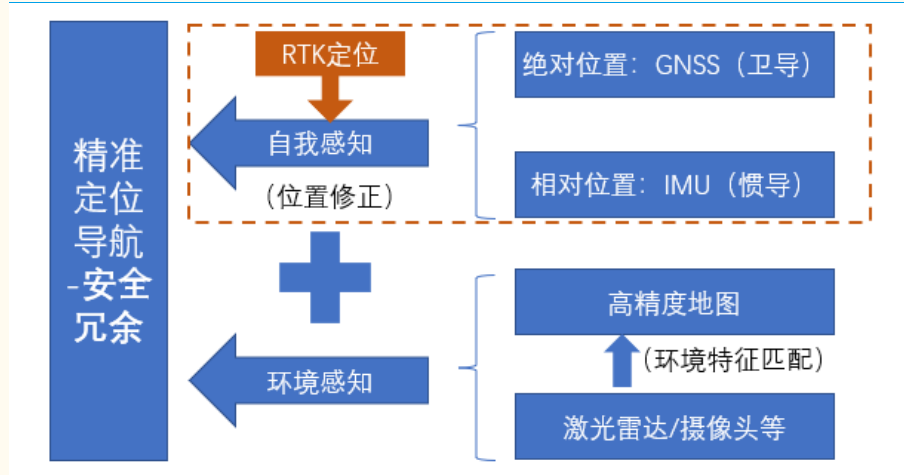 精准
定位
导航
-安全
冗余
RTK定位
自我感知
（位置修正）
绝对位置：GNSS（卫导）
相对位置：IMU（惯导）
环境感知
高精度地图
（环境特征匹配）
激光雷达/摄像头等